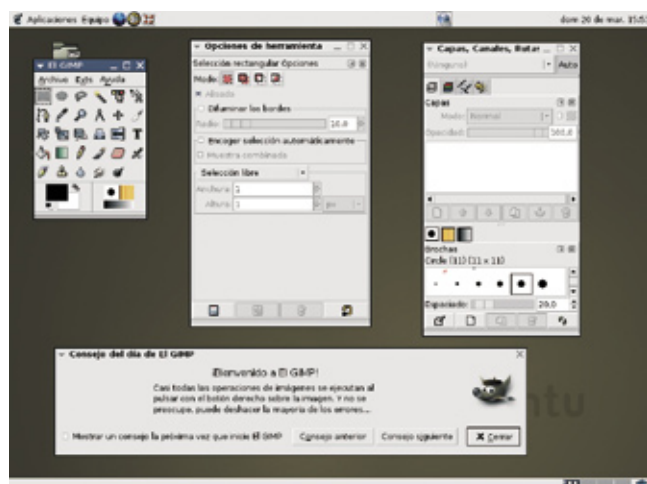 Aplicaciones Equipo
dom 20 de mar, 15:5
El GIMP
Archivo Exts Ayuda
Opciones de herramienta
Selección rectangular Opciones
Modo:
Alisado
Difuminar los bordes
Radio: 10,0
Encoger selección automáticamente
Muestra combinada
Selección libre
Anchura: 1
Altura: 1 px
Capas, Canales, Rutas
(Ninguno) Auto
Capas
Modo: Normal
Opacidad: 100,0
Brochas
Circle (11) (11 x 11)
Espaciado: 20,0
Consejo del día de El GIMP
¡Bienvenido a El GIMP!
Casi todas las operaciones de imágenes se ejecutan al
pulsar con el botón derecho sobre la imagen. Y no se
preocupe, puede deshacer la mayoría de los errores...
Mostrar un consejo la próxima vez que inicie El GIMP
Consejo anterior
Consejo siguiente
Cerrar
ntu